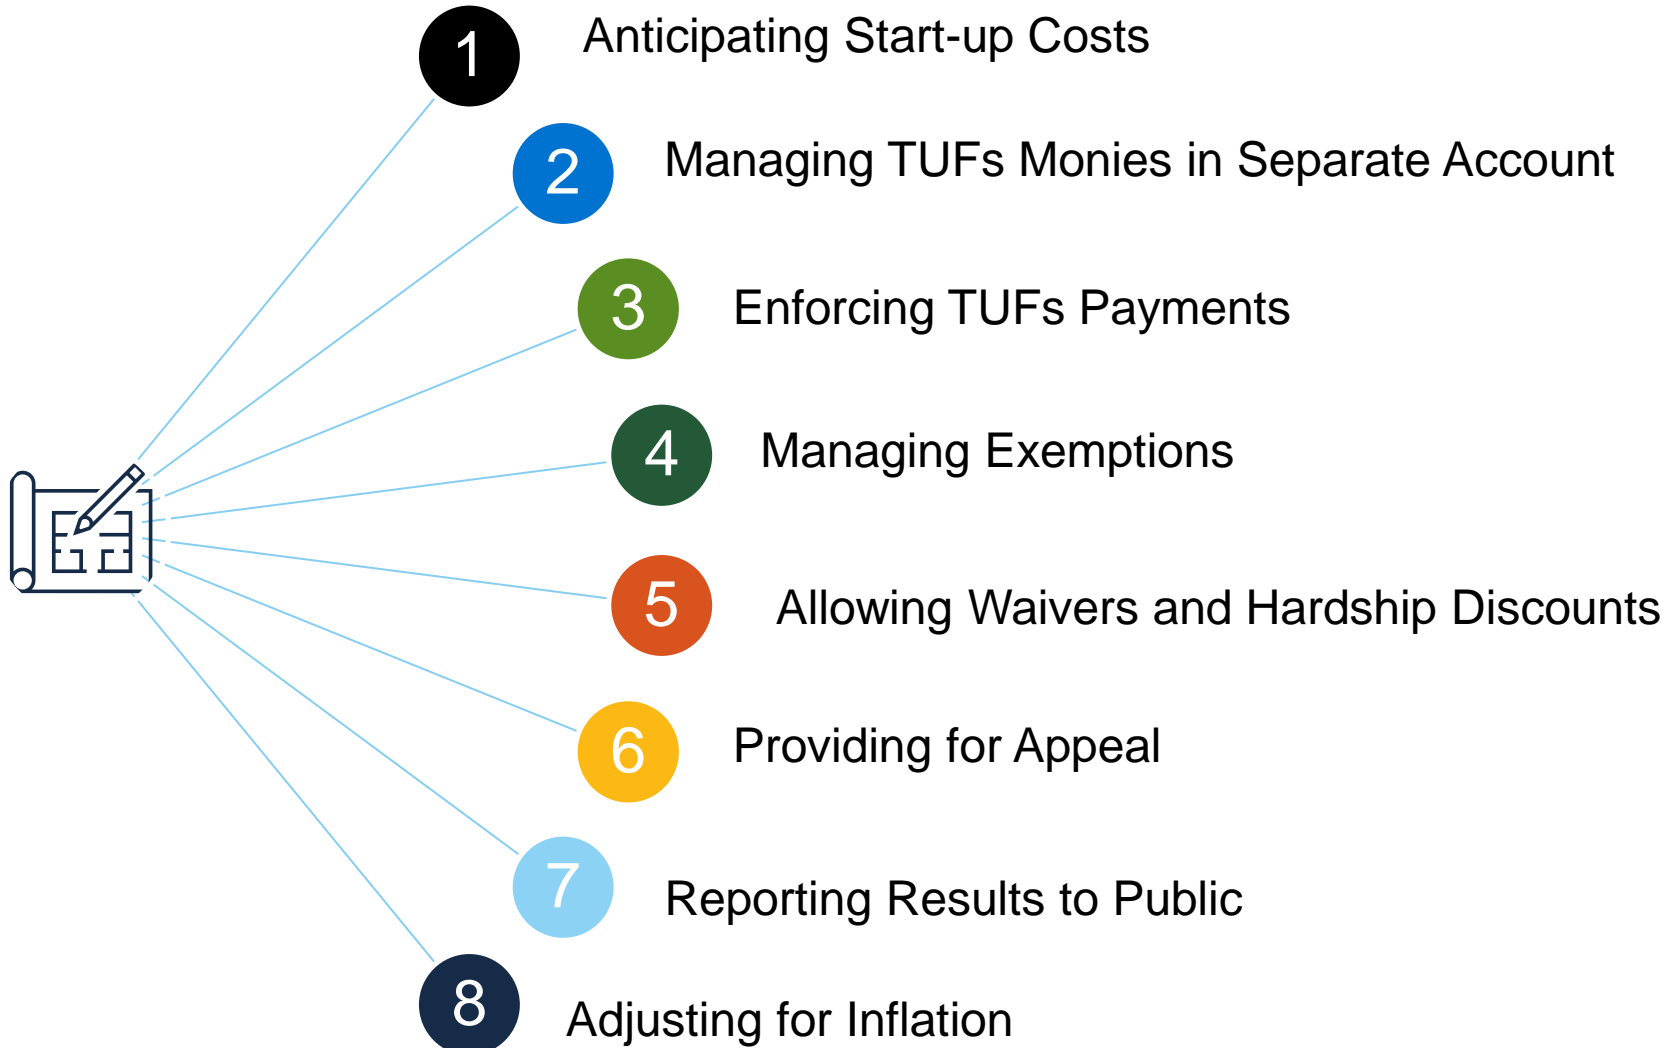 1 Anticipating Start-up Costs
2 Managing TUFs Monies in Separate Account
3 Enforcing TUFs Payments
4 Managing Exemptions
5 Allowing Waivers and Hardship Discounts
6 Providing for Appeal
7 Reporting Results to Public
8 Adjusting for Inflation